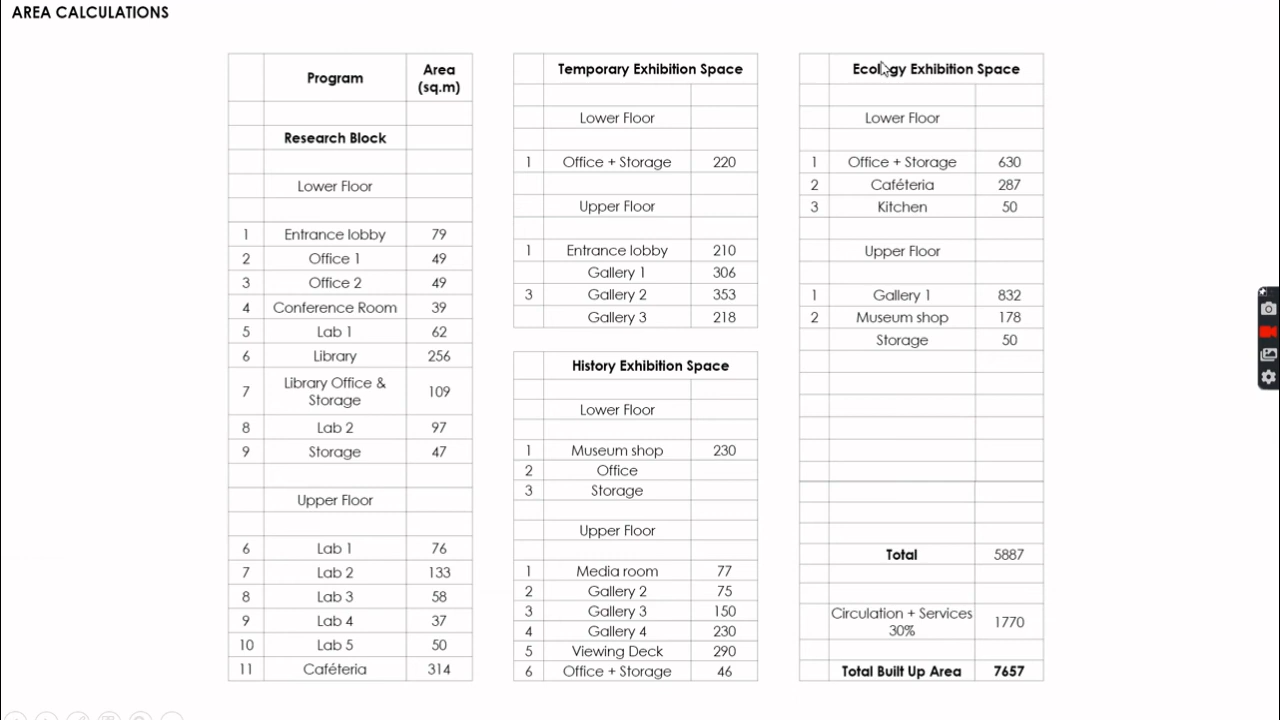 AREA CALCULATIONS
Program Area
(sq.m)
Research Block
Lower Floor
1 Entrance lobby 79
2 Office 1 49
3 Office 2 49
4 Conference Room 39
5 Lab 1 62
6 Library 256
7 Library Office &
Storage 109
8 Lab 2 97
9 Storage 47
Upper Floor
6 Lab 1 76
7 Lab 2 133
8 Lab 3 58
9 Lab 4 37
10 Lab 5 50
11 Caféteria 314
Temporary Exhibition Space
Lower Floor
1 Office + Storage 220
Upper Floor
1 Entrance lobby 210
Gallery 1 306
3 Gallery 2 353
Gallery 3 218
History Exhibition Space
Lower Floor
1 Museum shop 230
2 Office
3 Storage
Upper Floor
1 Media room 77
2 Gallery 2 75
3 Gallery 3 150
4 Gallery 4 230
5 Viewing Deck 290
6 Office + Storage 46
Ecology Exhibition Space
Lower Floor
1 Office + Storage 630
2 Caféteria 287
3 Kitchen 50
Upper Floor
1 Gallery 1 832
2 Museum shop 178
Storage 50
Total 5887
Circulation + Services
30% 1770
Total Built Up Area 7657